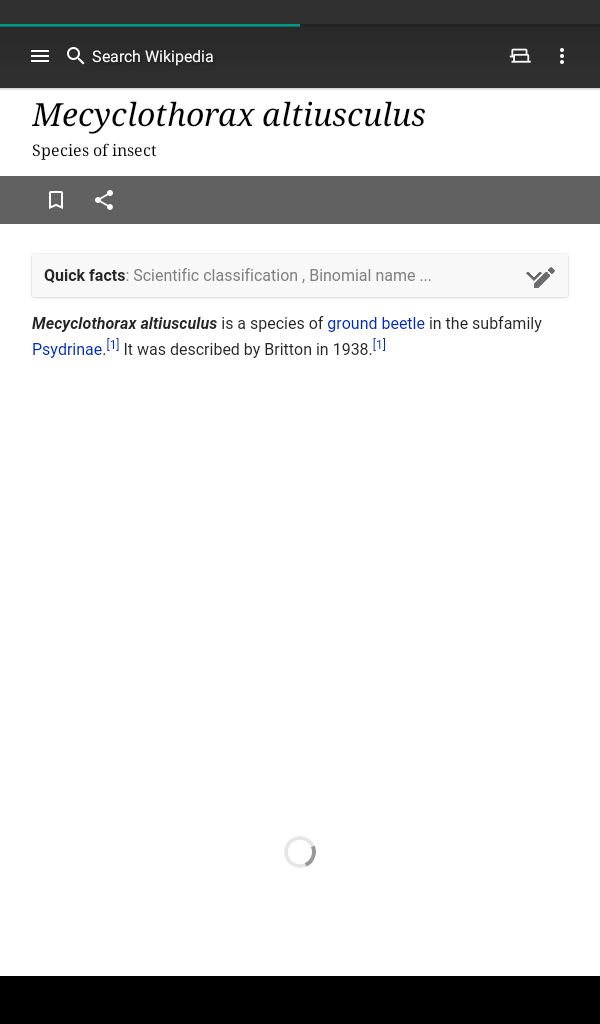 Search Wikipedia
Mecyclothorax altiusculus
Species of insect
Quick facts: Scientific classification , Binomial name ...
Mecyclothorax altiusculus is a species of ground beetle in the subfamily
Psydrinae.[1] It was described by Britton in 1938.[1]